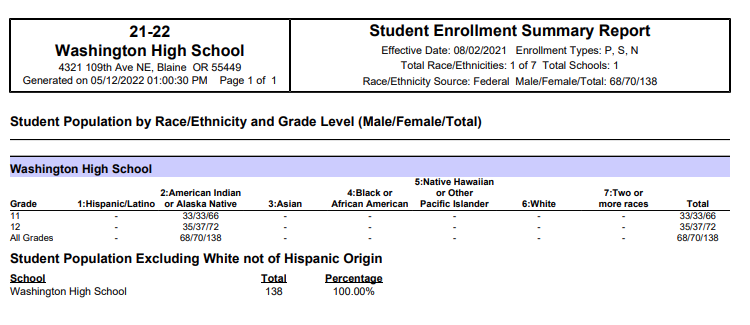 21-22
Washington High School
4321 109th Ave NE, Blaine OR 55449
Generated on 05/12/2022 01:00:30 PM Page 1 of 1
Student Enrollment Summary Report
Effective Date: 08/02/2021 Enrollment Types: P, S, N
Total Race/Ethnicities: 1 of 7 Total Schools: 1
Race/Ethnicity Source: Federal Male/Female/Total: 68/70/138
Student Population by Race/Ethnicity and Grade Level (Male/Female/Total)
Washington High School
Grade 1:Hispanic/Latino 2:American Indian or Alaska Native 3:Asian 4:Black or African American 5:Native Hawaiian or Other Pacific Islander 6:White 7:Two or more races Total
11 - 33/33/66 - - - - - 33/33/66
12 - 35/37/72 - - - - - 35/37/72
All Grades - 68/70/138 - - - - - 68/70/138
Student Population Excluding White not of Hispanic Origin
School Total Percentage
Washington High School 138 100.00%